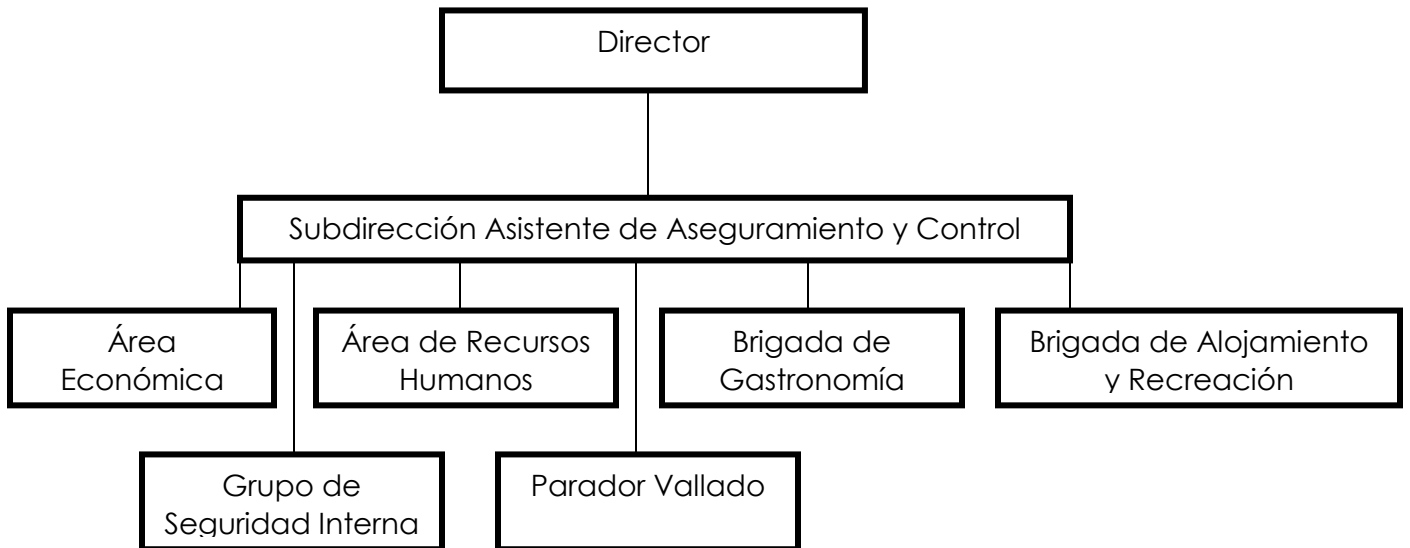 Director
Subdirección Asistente de Aseguramiento y Control
Área
Económica
Área de Recursos
Humanos
Brigada de
Gastronomía
Brigada de Alojamiento
y Recreación
Grupo de
Seguridad Interna
Parador Vallado